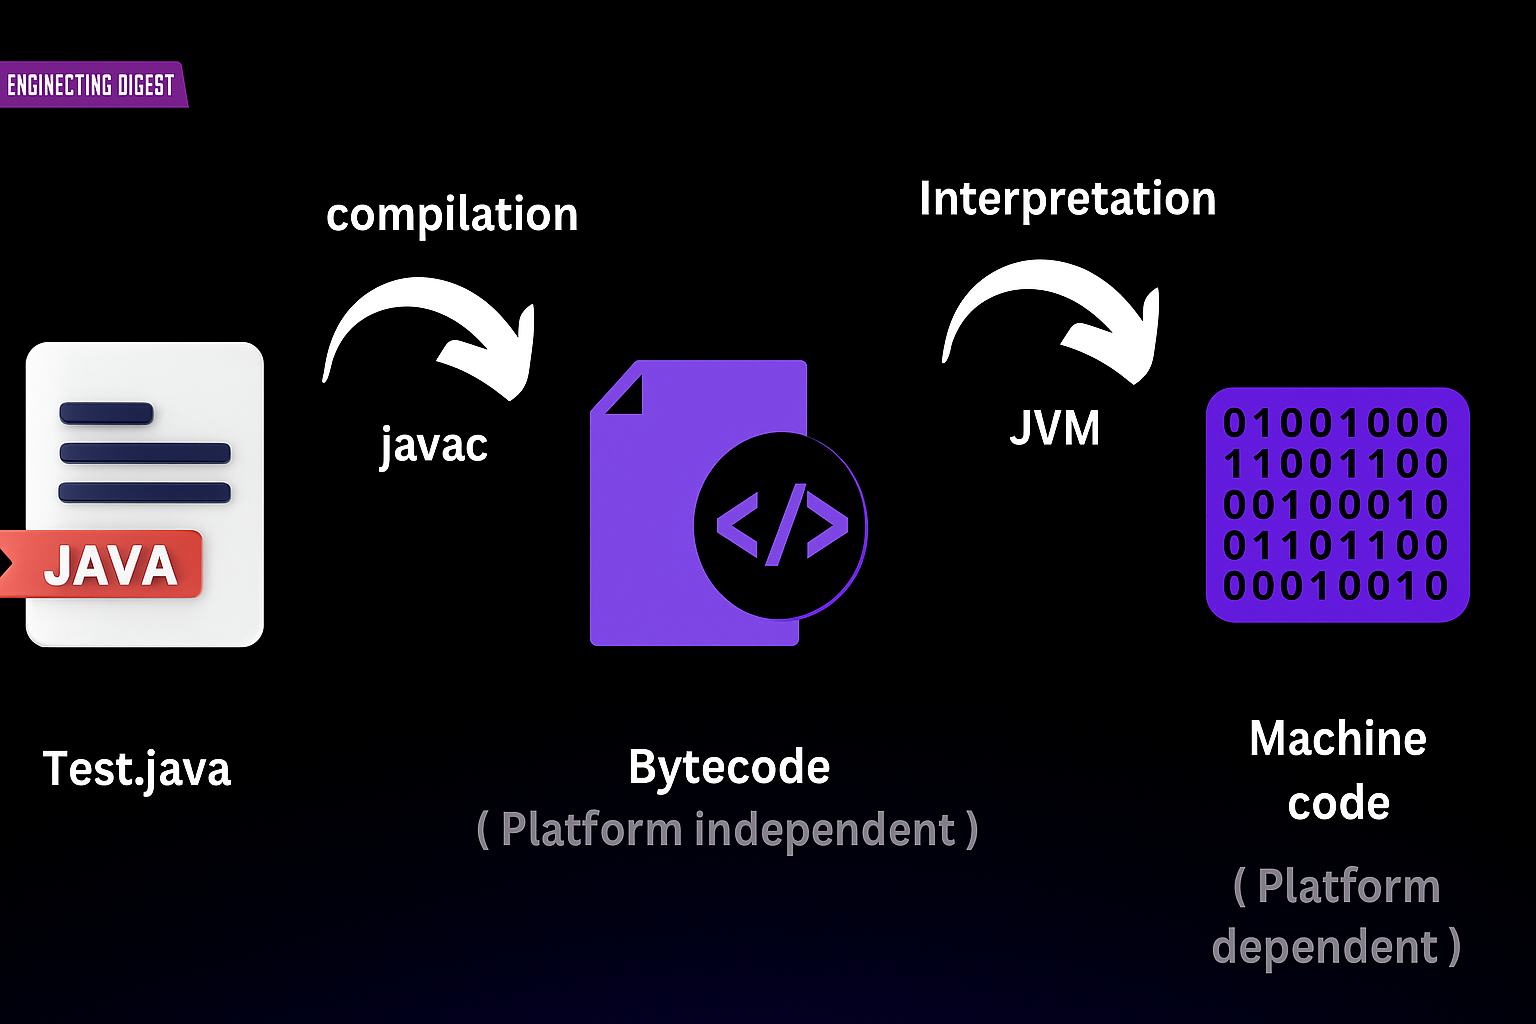 ENGINECTING DIGEST
compilation
Interpretation
javac
JVM
JAVA
</>
01001000
11001100
00100010
01101100
00010010
Test.java
Bytecode
( Platform independent )
Machine
code
( Platform
dependent )